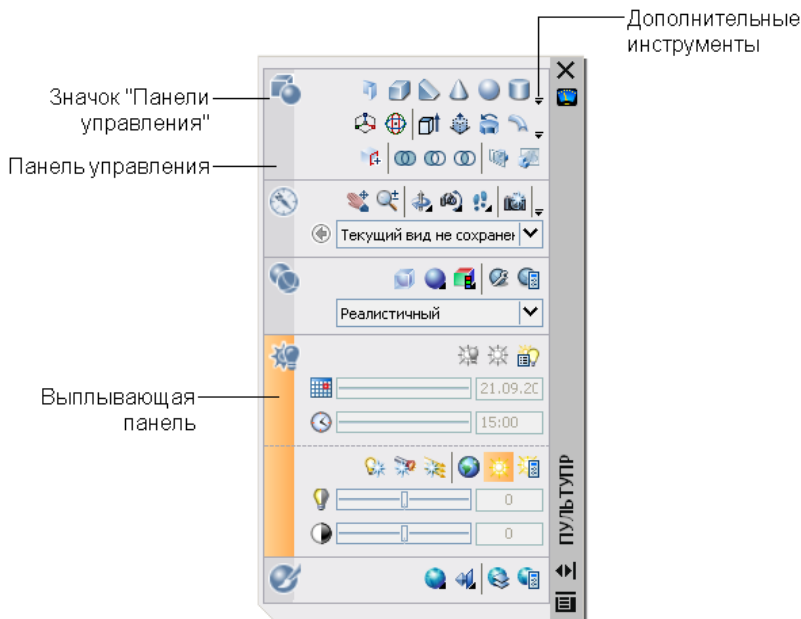 Дополнительные
инструменты
Значок "Панели
управления"
Панель управления
Текущий вид не сохранен
Реалистичный
21.09.20
15:00
Выплывающая
панель
0
0
ПУЛЬТУПР